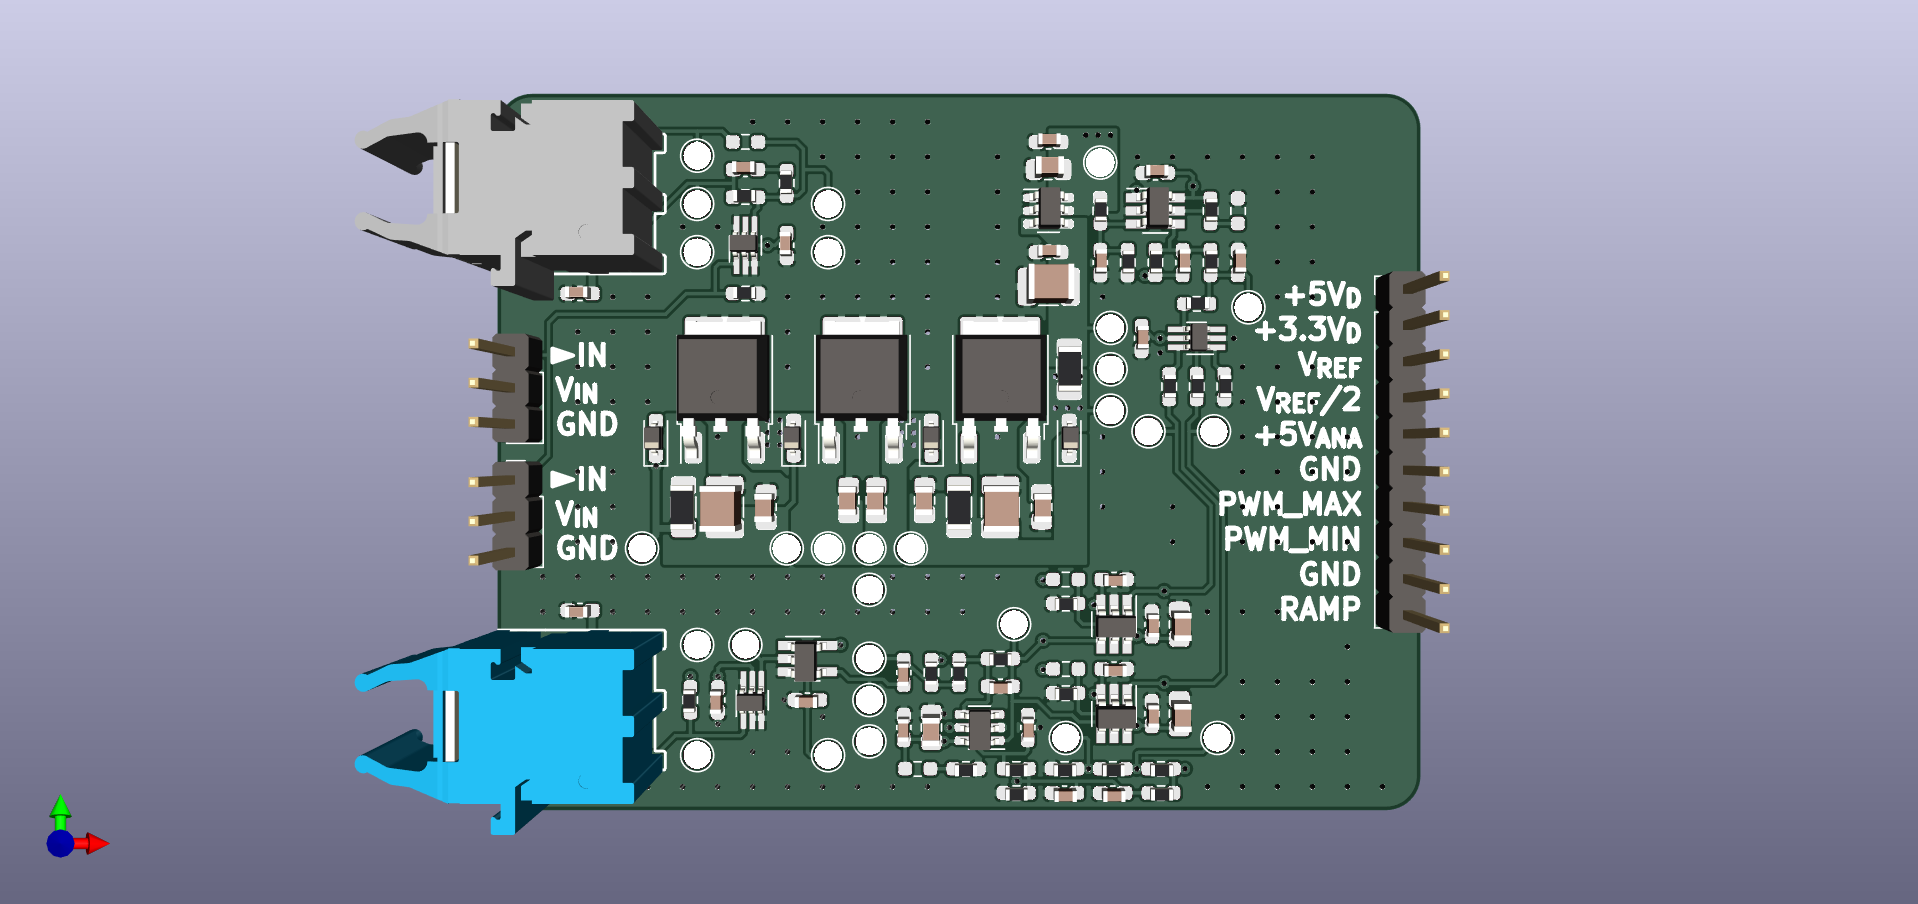 ►IN
VIN
GND
►IN
VIN
GND
+5VD
+3.3VD
VREF
VREF/2
+5VANA
GND
PWM_MAX
PWM_MIN
GND
RAMP